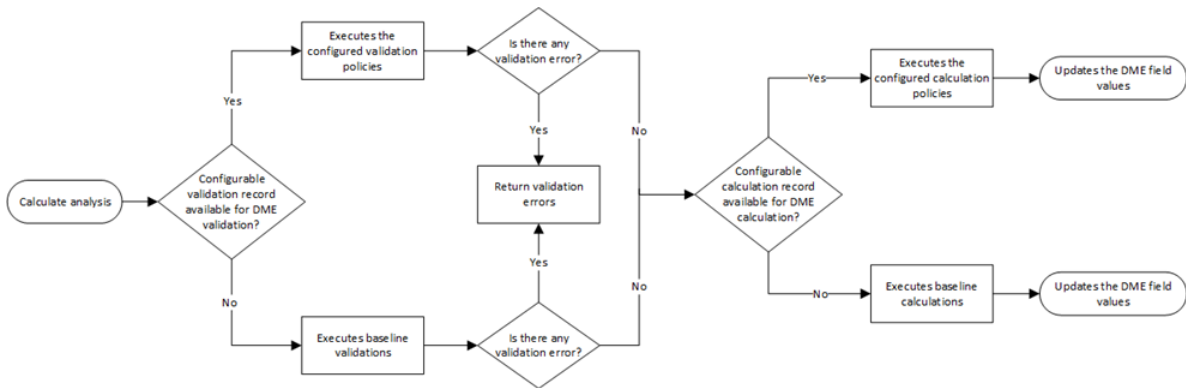 Calculate analysis
Configurable
validation record
available for DME
validation?
Yes
No
Executes the
configured validation
policies
Is there any
validation error?
Yes
No
Return validation
errors
Executes baseline
validations
Is there any
validation error?
Yes
No
Configurable
calculation record
available for DME
calculation?
Yes
No
Executes the
configured calculation
policies
Updates the DME field
values
Executes baseline
calculations
Updates the DME field
values